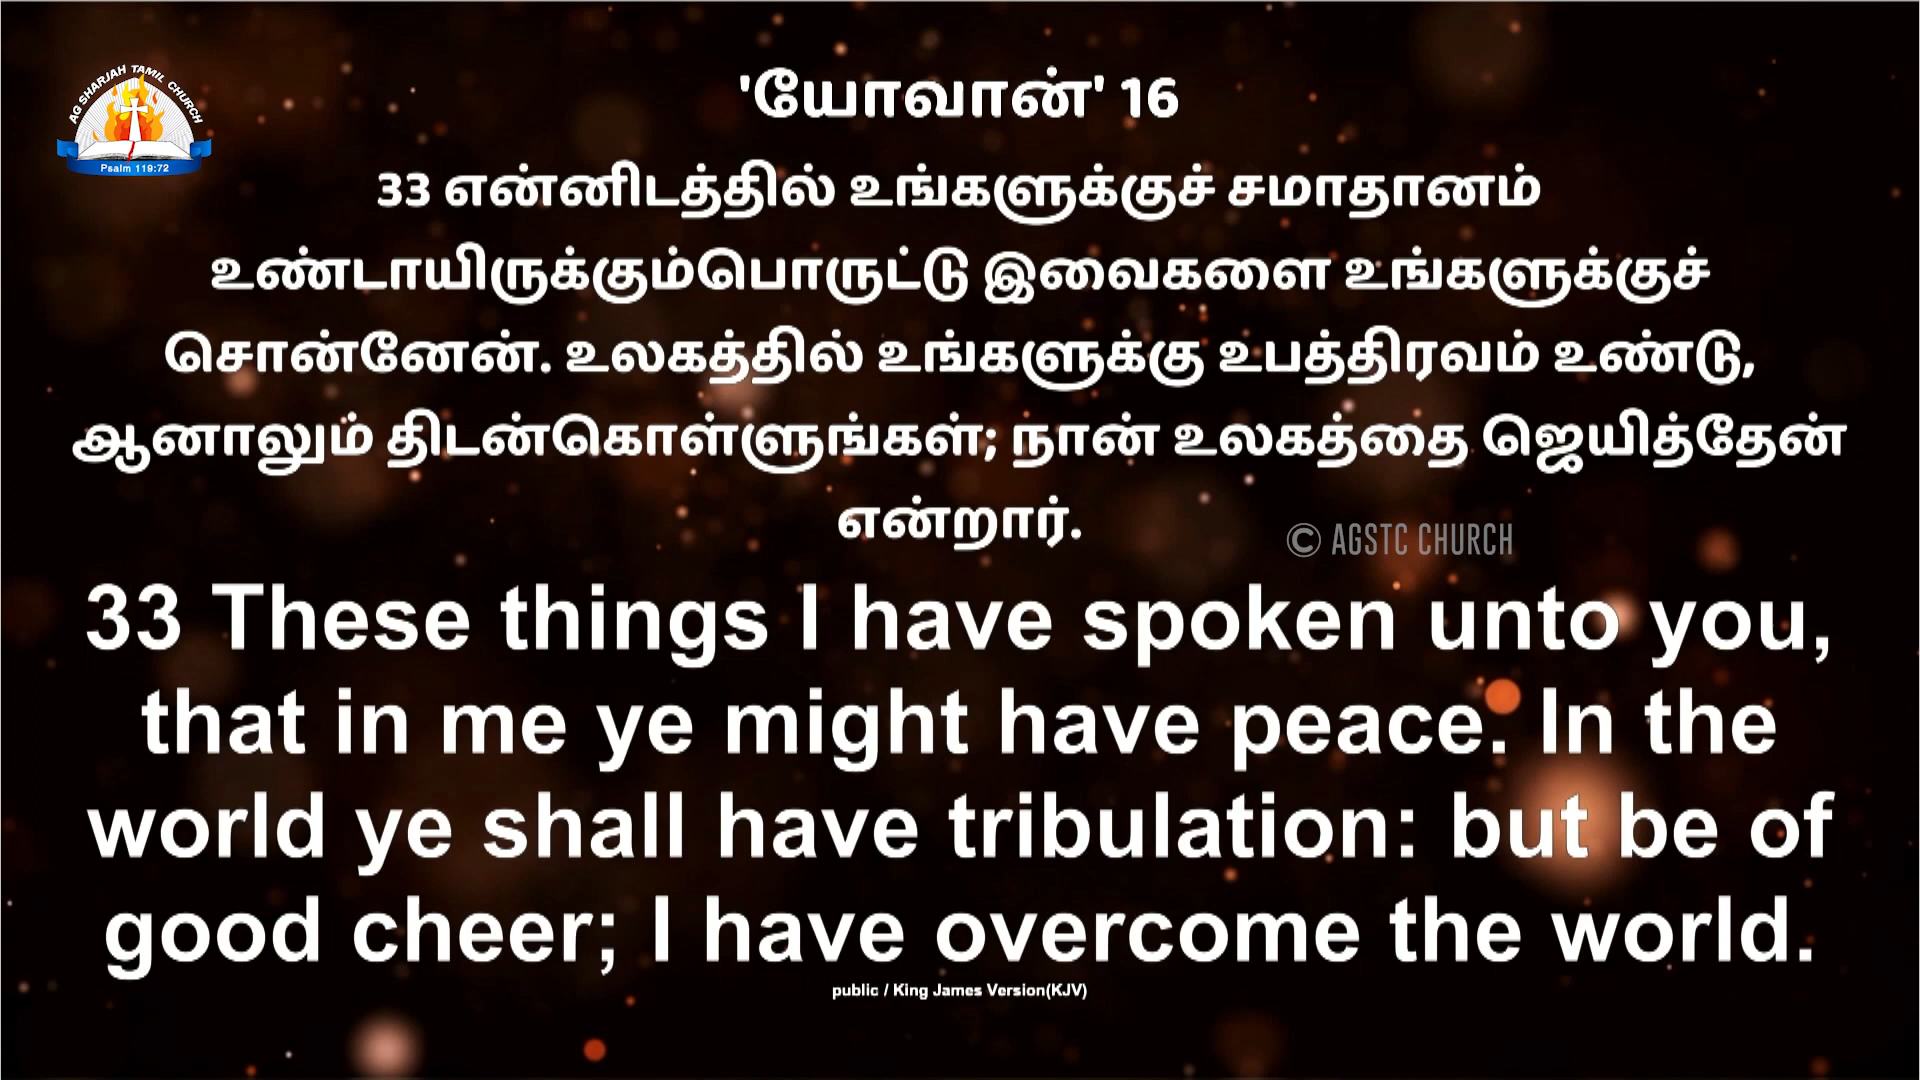 AG SHARJAH TAMIL CHURCH
Psalm 119:72
'யோவான்' 16
33 என்னிடத்தில் உங்களுக்குச் சமாதானம்
உண்டாயிருக்கும்பொருட்டு இவைகளை உங்களுக்குச்
சொன்னேன். உலகத்தில் உங்களுக்கு உபத்திரவம் உண்டு,
ஆனாலும் திடன்கொள்ளுங்கள்; நான் உலகத்தை ஜெயித்தேன்
என்றார்.
© AGSTC CHURCH
33 These things I have spoken unto you,
that in me ye might have peace. In the
world ye shall have tribulation: but be of
good cheer; I have overcome the world.
public / King James Version(KJV)